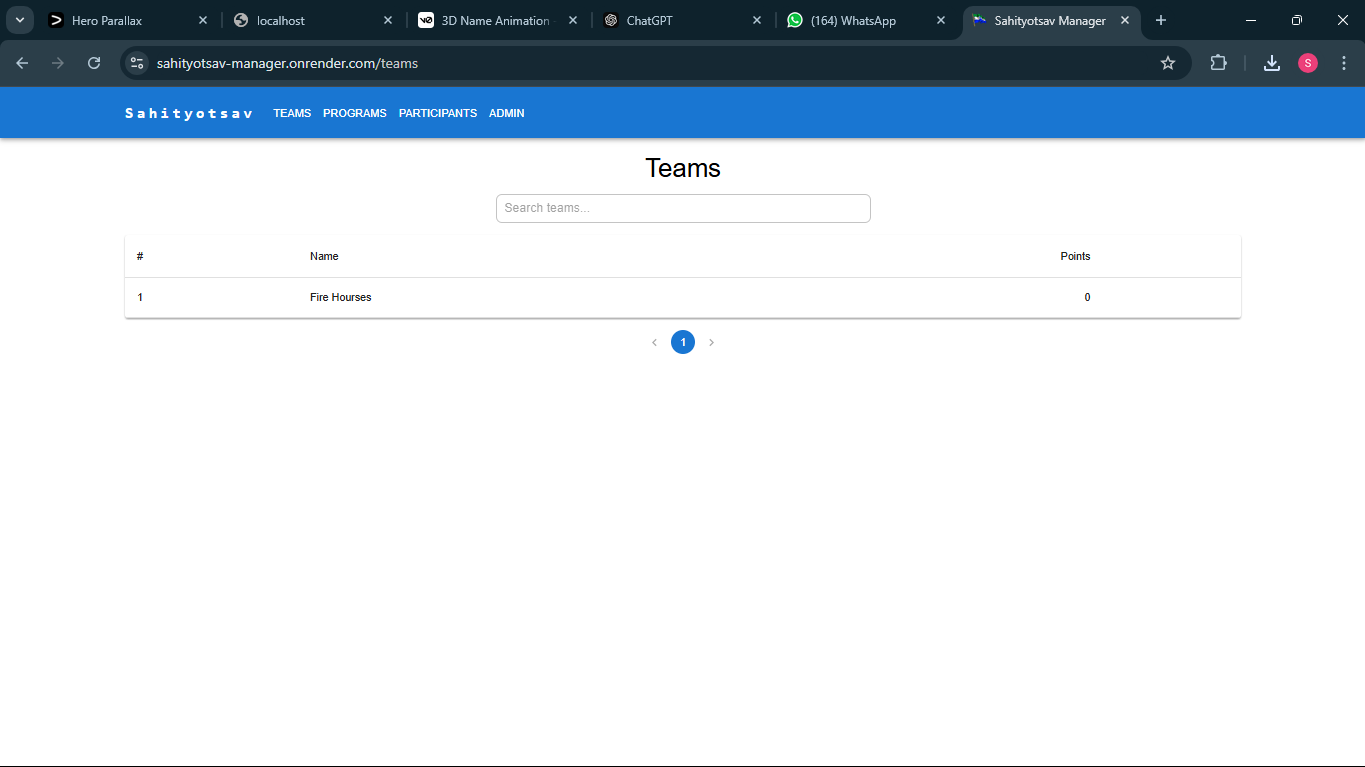 Hero Parallax
localhost
3D Name Animation
ChatGPT
(164) WhatsApp
Sahityotsav Manager
sahityotsav-manager.onrender.com/teams
S
Sahityotsav TEAMS PROGRAMS PARTICIPANTS ADMIN
Teams
Search teams...
# Name Points
1 Fire Hourses 0
1